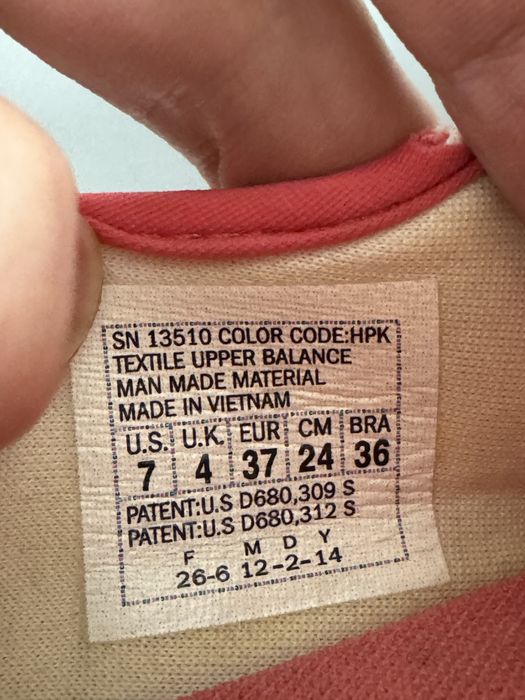 SN 13510 COLOR CODE:HPK
TEXTILE UPPER BALANCE
MAN MADE MATERIAL
MADE IN VIETNAM
U.S. U.K. EUR CM BRA
7 4 37 24 36
PATENT:U.S D680,309 S
PATENT:U.S D680,312 S
F M D Y
26-6 12-2-14